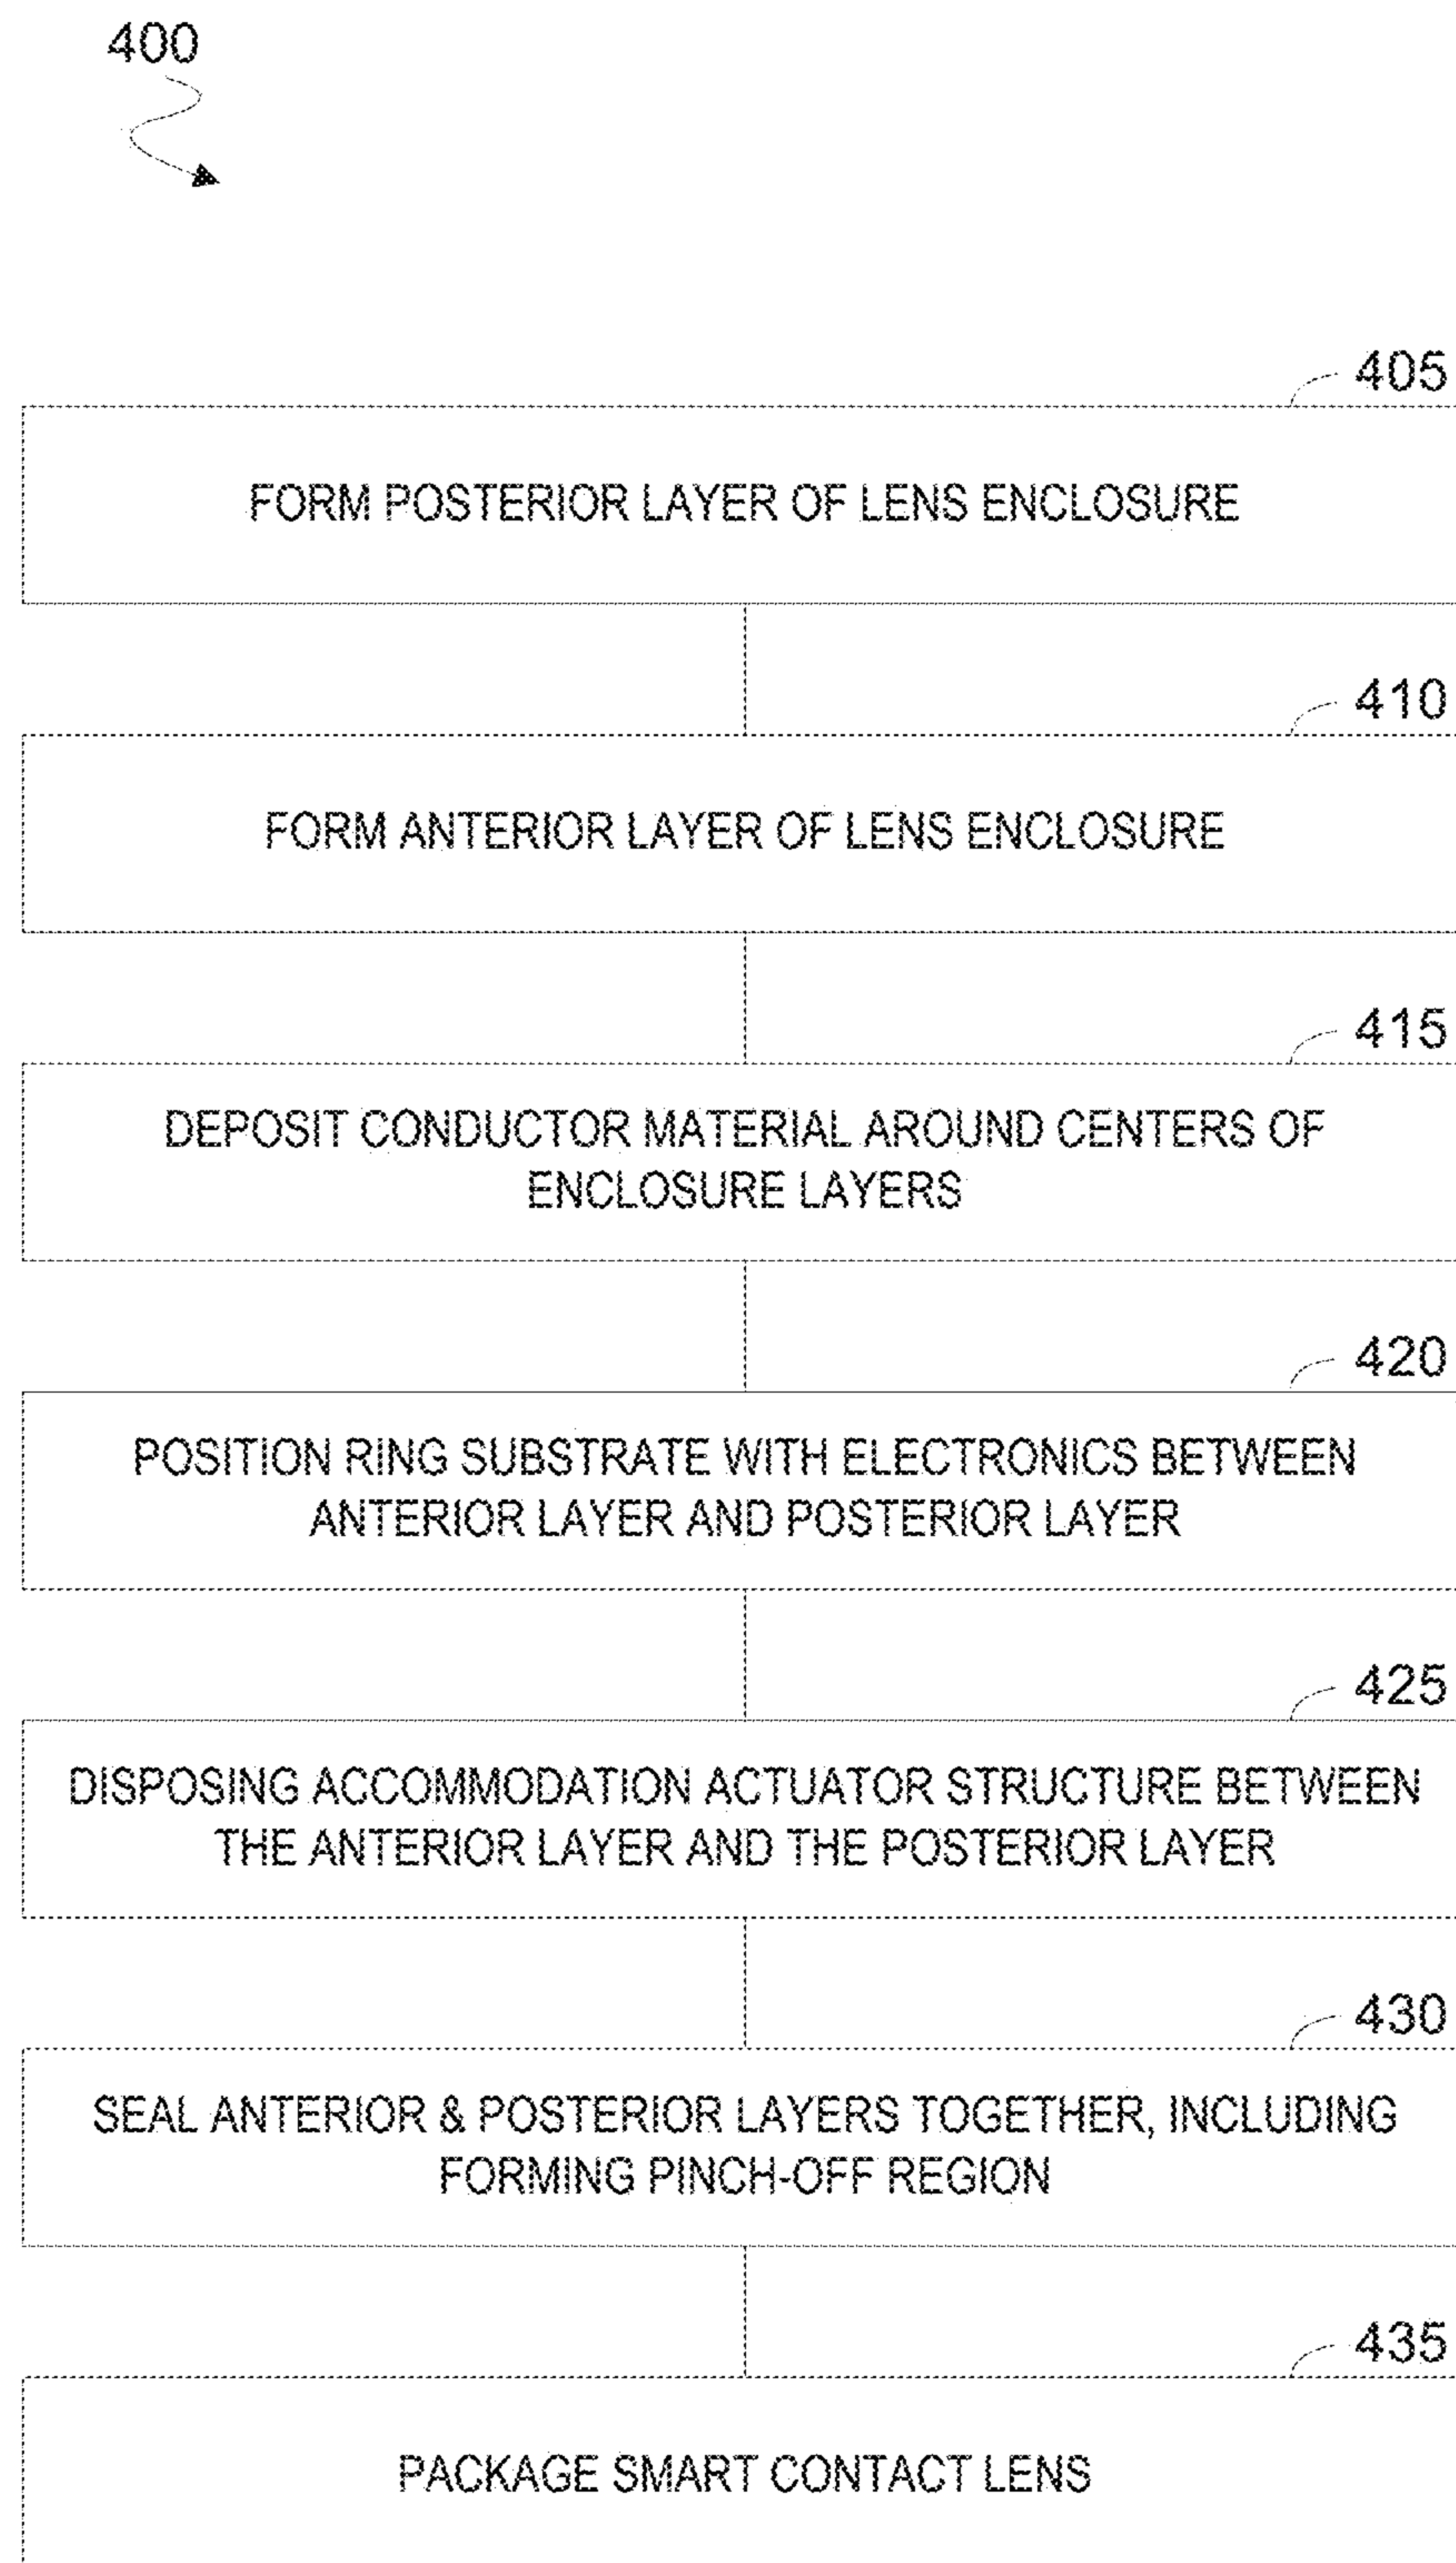 400
405
FORM POSTERIOR LAYER OF LENS ENCLOSURE
410
FORM ANTERIOR LAYER OF LENS ENCLOSURE
415
DEPOSIT CONDUCTOR MATERIAL AROUND CENTERS OF
ENCLOSURE LAYERS
420
POSITION RING SUBSTRATE WITH ELECTRONICS BETWEEN
ANTERIOR LAYER AND POSTERIOR LAYER
425
DISPOSING ACCOMMODATION ACTUATOR STRUCTURE BETWEEN
THE ANTERIOR LAYER AND THE POSTERIOR LAYER
430
SEAL ANTERIOR & POSTERIOR LAYERS TOGETHER, INCLUDING
FORMING PINCH-OFF REGION
435
PACKAGE SMART CONTACT LENS